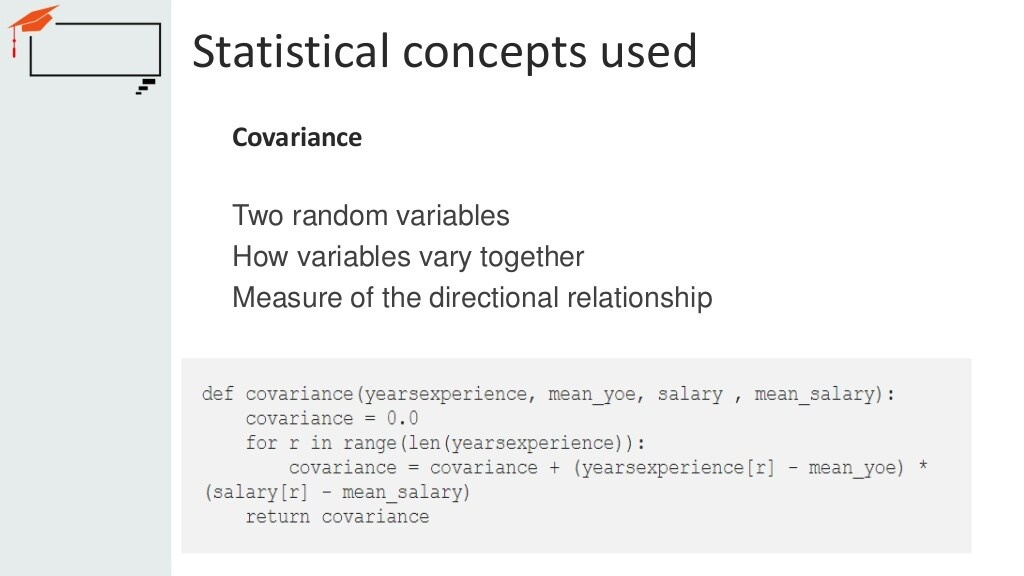 Statistical concepts used
Covariance
Two random variables
How variables vary together
Measure of the directional relationship
def covariance(yearsexperience, mean_yoe, salary , mean_salary):
    covariance = 0.0
    for r in range(len(yearsexperience)):
        covariance = covariance + (yearsexperience[r] - mean_yoe) *
(salary[r] - mean_salary)
    return covariance